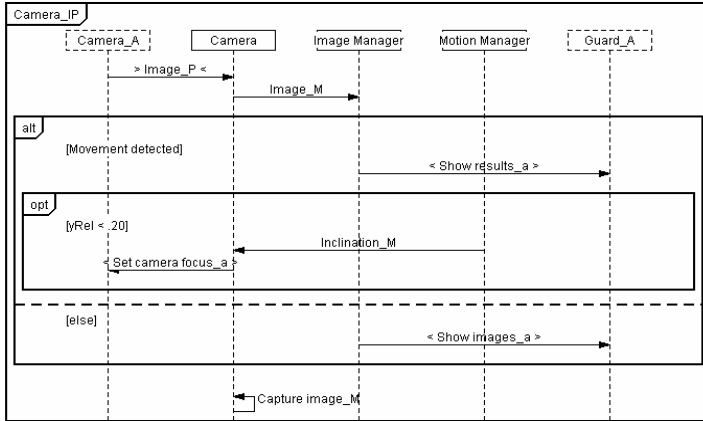 Camera_IP
Camera_A Camera Image Manager Motion Manager Guard_A
> Image_P <
Image_M
alt
[Movement detected]
< Show results_a >
opt
[yRel < .20]
Inclination_M
< Set camera focus_a >
[else]
< Show images_a >
Capture image_M